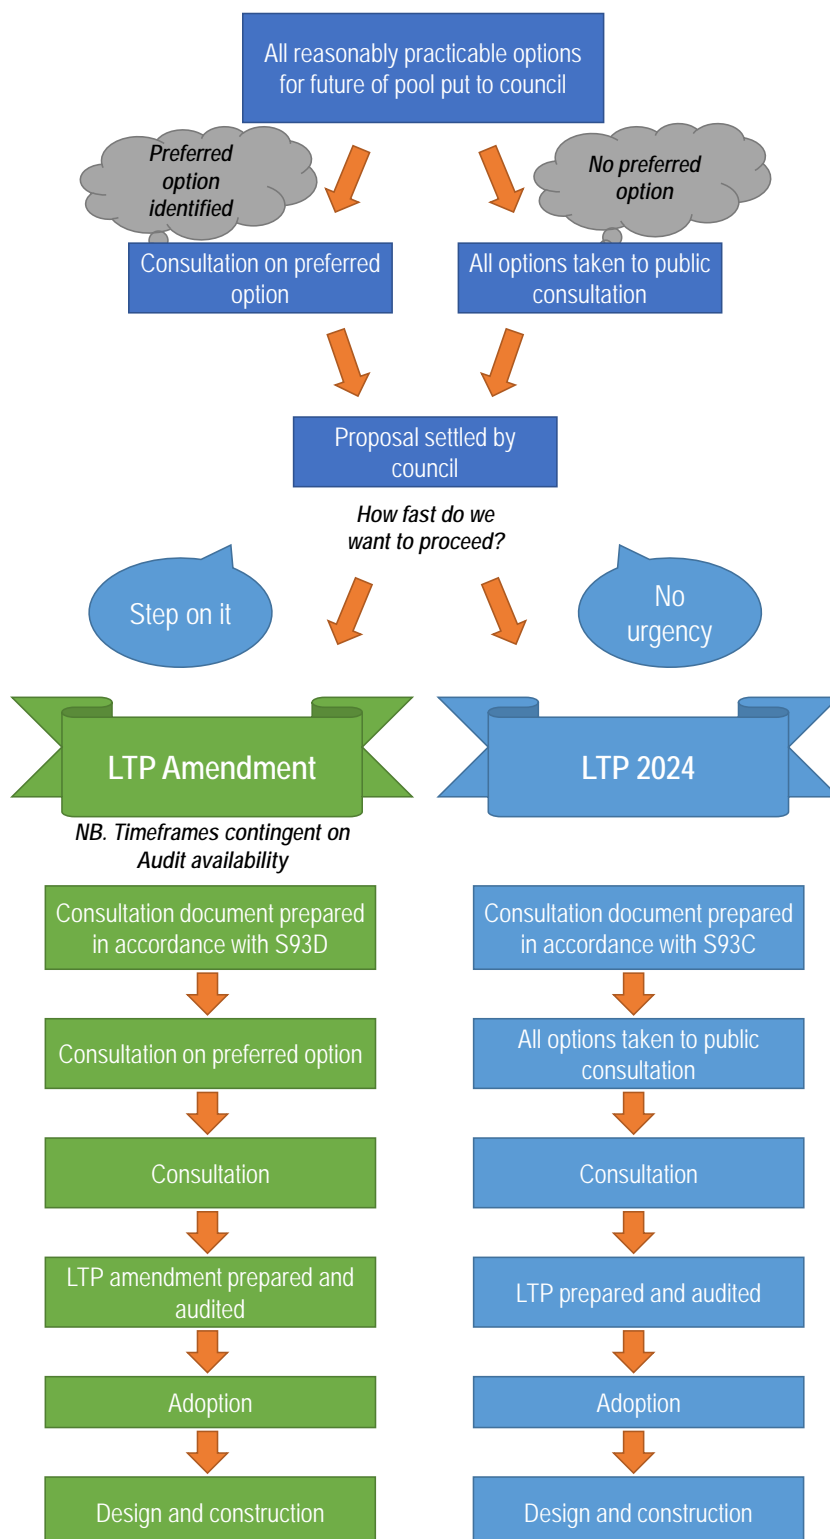 All reasonably practicable options
for future of pool put to council
Preferred
option
identified
No preferred
option
Consultation on preferred
option
All options taken to public
consultation
Proposal settled by
council
How fast do we
want to proceed?
Step on it
No
urgency
LTP Amendment
LTP 2024
NB. Timeframes contingent on
Audit availability
Consultation document prepared
in accordance with S93D
Consultation document prepared
in accordance with S93C
Consultation on preferred option
All options taken to public
consultation
Consultation
Consultation
LTP amendment prepared and
audited
LTP prepared and audited
Adoption
Adoption
Design and construction
Design and construction